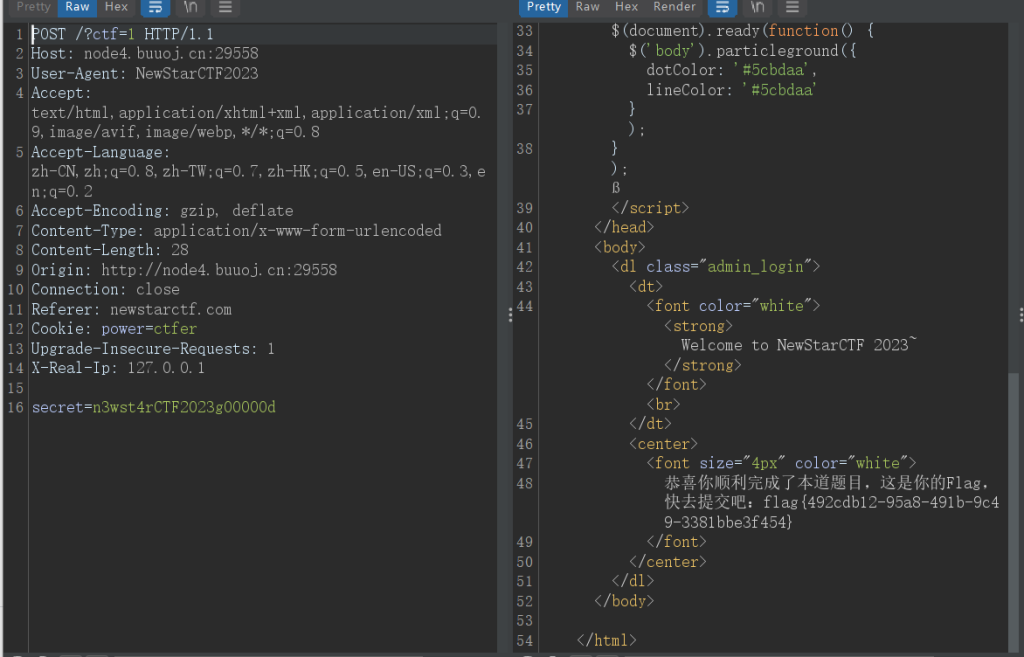 Pretty Raw Hex \n
1 POST /?ctf=1 HTTP/1.1
2 Host: node4.buuoj.cn:29558
3 User-Agent: NewStarCTF2023
4 Accept:
text/html,application/xhtml+xml,application/xml;q=0.
9,image/avif,image/webp,*/*;q=0.8
5 Accept-Language:
zh-CN,zh;q=0.8,zh-TW;q=0.7,zh-HK;q=0.5,en-US;q=0.3,e
n;q=0.2
6 Accept-Encoding: gzip, deflate
7 Content-Type: application/x-www-form-urlencoded
8 Content-Length: 28
9 Origin: http://node4.buuoj.cn:29558
10 Connection: close
11 Referer: newstarctf.com
12 Cookie: power=ctfer
13 Upgrade-Insecure-Requests: 1
14 X-Real-Ip: 127.0.0.1
15
16 secret=n3wst4rCTF2023g00000d
Pretty Raw Hex Render \n
33 $(document).ready(function() {
34 $('body').particleground({
35 dotColor: '#5cbdaa',
36 lineColor: '#5cbdaa'
37 }
);
38 }
);
ß
39 </script>
40 </head>
41 <body>
42 <dl class="admin_login">
43 <dt>
44 <font color="white">
<strong>
Welcome to NewStarCTF 2023~
</strong>
</font>
<br>
45 </dt>
46 <center>
47 <font size="4px" color="white">
48 恭喜你顺利完成了本道题目，这是你的Flag，
快去提交吧：flag{492cdb12-95a8-491b-9c4
9-3381bbe3f454}
49 </font>
50 </center>
51 </dl>
52 </body>
53
54 </html>